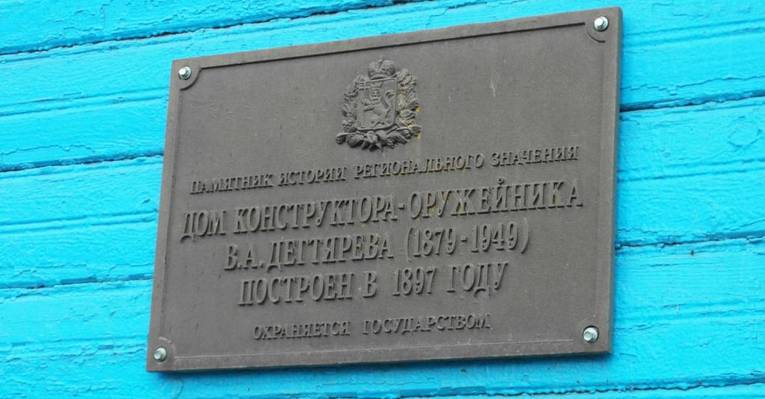 ПАМЯТНИК ИСТОРИИ РЕГИОНАЛЬНОГО ЗНАЧЕНИЯ
ДОМ КОНСТРУКТОРА-ОРУЖЕЙНИКА
В.А. ДЕГТЯРЕВА (1879-1949)
ПОСТРОЕН В 1897 ГОДУ
ОХРАНЯЕТСЯ ГОСУДАРСТВОМ